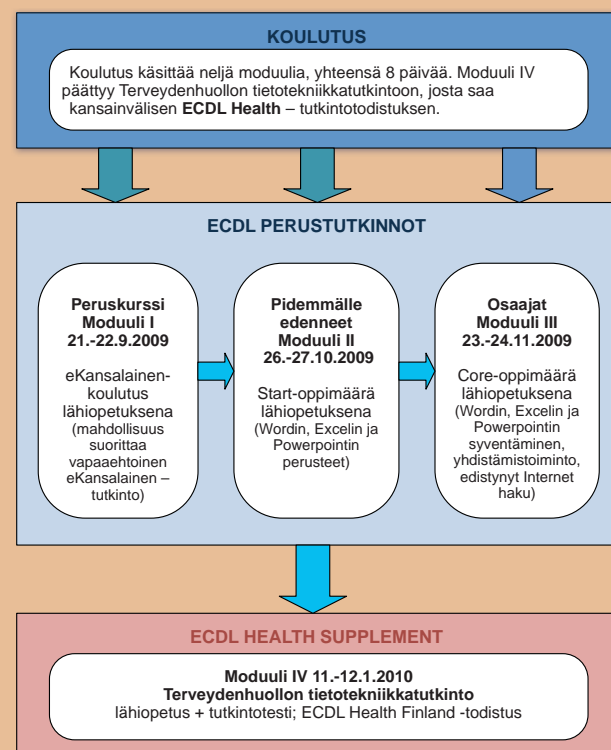 KOULUTUS
Koulutus käsittää neljä moduulia, yhteensä 8 päivää. Moduuli IV
päättyy Terveydenhuollon tietotekniikkatutkintoon, josta saa
kansainvälisen ECDL Health – tutkintotodistuksen.
ECDL PERUSTUTKINNOT
Peruskurssi
Moduuli I
21.-22.9.2009
eKansalainen-
koulutus
lähiopetuksena
(mahdollisuus
suorittaa
vapaaehtoinen
eKansalainen –
tutkinto)
Pidemmälle
edenneet
Moduuli II
26.-27.10.2009
Start-oppimäärä
lähiopetuksena
(Wordin, Excelin ja
Powerpointin
perusteet)
Osaajat
Moduuli III
23.-24.11.2009
Core-oppimäärä
lähiopetuksena
(Wordin, Excelin ja
Powerpointin
syventäminen,
yhdistämistoiminto,
edistynyt Internet
haku)
ECDL HEALTH SUPPLEMENT
Moduuli IV 11.-12.1.2010
Terveydenhuollon tietotekniikkatutkinto
lähiopetus + tutkintotesti; ECDL Health Finland -todistus